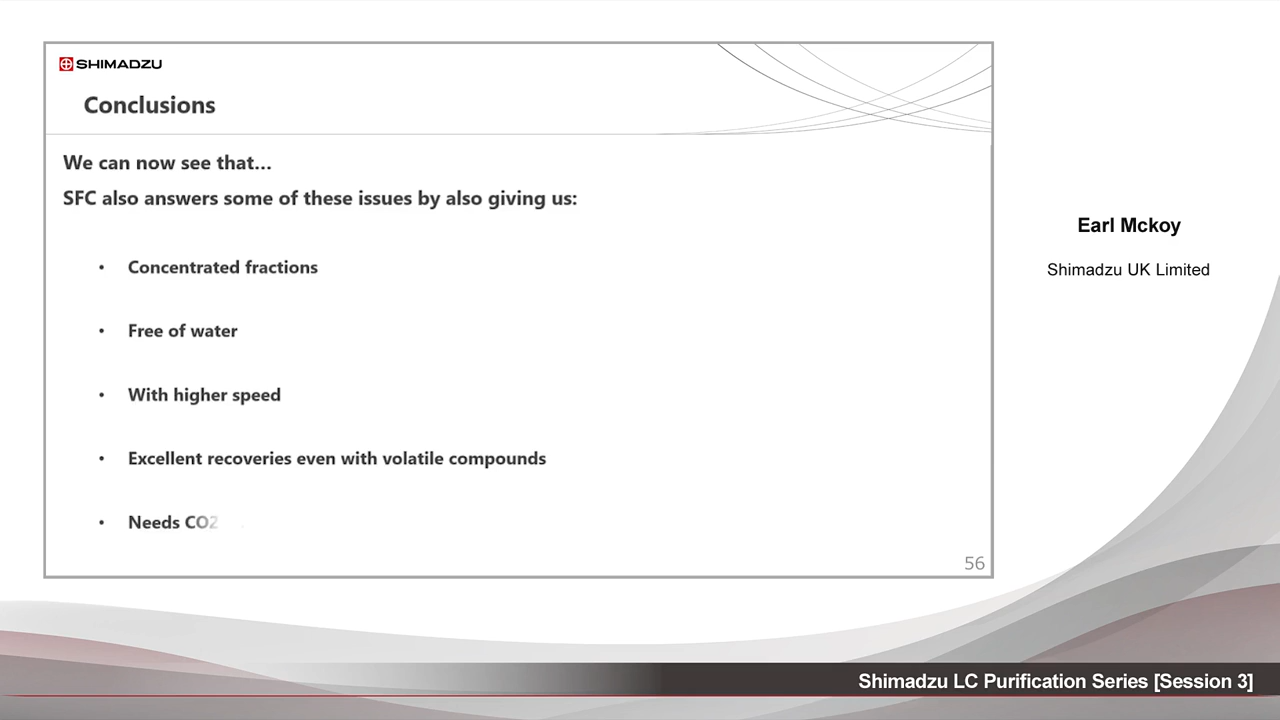 SHIMADZU
Conclusions
We can now see that...
SFC also answers some of these issues by also giving us:
• Concentrated fractions
• Free of water
• With higher speed
• Excellent recoveries even with volatile compounds
• Needs CO2
56
Earl Mckoy
Shimadzu UK Limited
Shimadzu LC Purification Series [Session 3]